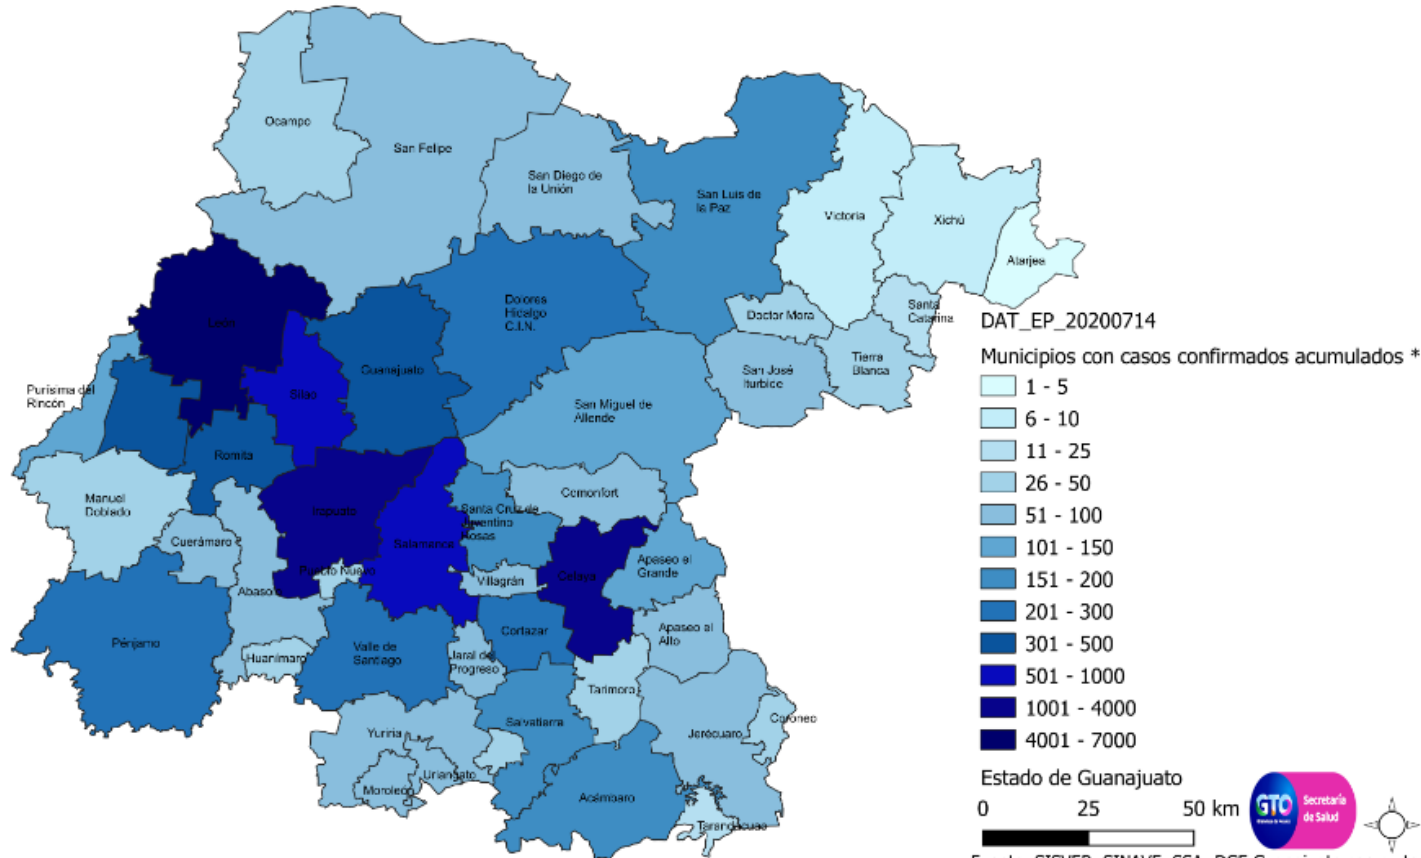 Ocampo
San Felipe
San Diego de
la Unión
San Luis de
la Paz
Victoria
Xichú
Atarjea
León
Silao
Guanajuato
Dolores
Hidalgo
C.I.N.
Doctor Mora
Santa
Catarina
Tierra
Blanca
San José
Iturbide
San Miguel de
Allende
Purísima del
Rincón
Romita
Manuel
Doblado
Cuerámaro
Irapuato
Salamanca
Santa Cruz de
Juventino
Rosas
Comonfort
Celaya
Apaseo el
Grande
Pueblo Nuevo
Villagrán
Abasolo
Pénjamo
Huanímaro
Valle de
Santiago
Jaral del
Progreso
Cortazar
Apaseo el
Alto
Tarimoro
Yuriria
Salvatierra
Jerécuaro
Coroneo
Uriangato
Moroleón
Acámbaro
Tarandacuao
DAT_EP_20200714
Municipios con casos confirmados acumulados *
1 - 5
6 - 10
11 - 25
26 - 50
51 - 100
101 - 150
151 - 200
201 - 300
301 - 500
501 - 1000
1001 - 4000
4001 - 7000
Estado de Guanajuato
0 25 50 km
GTO
Secretaría
de Salud